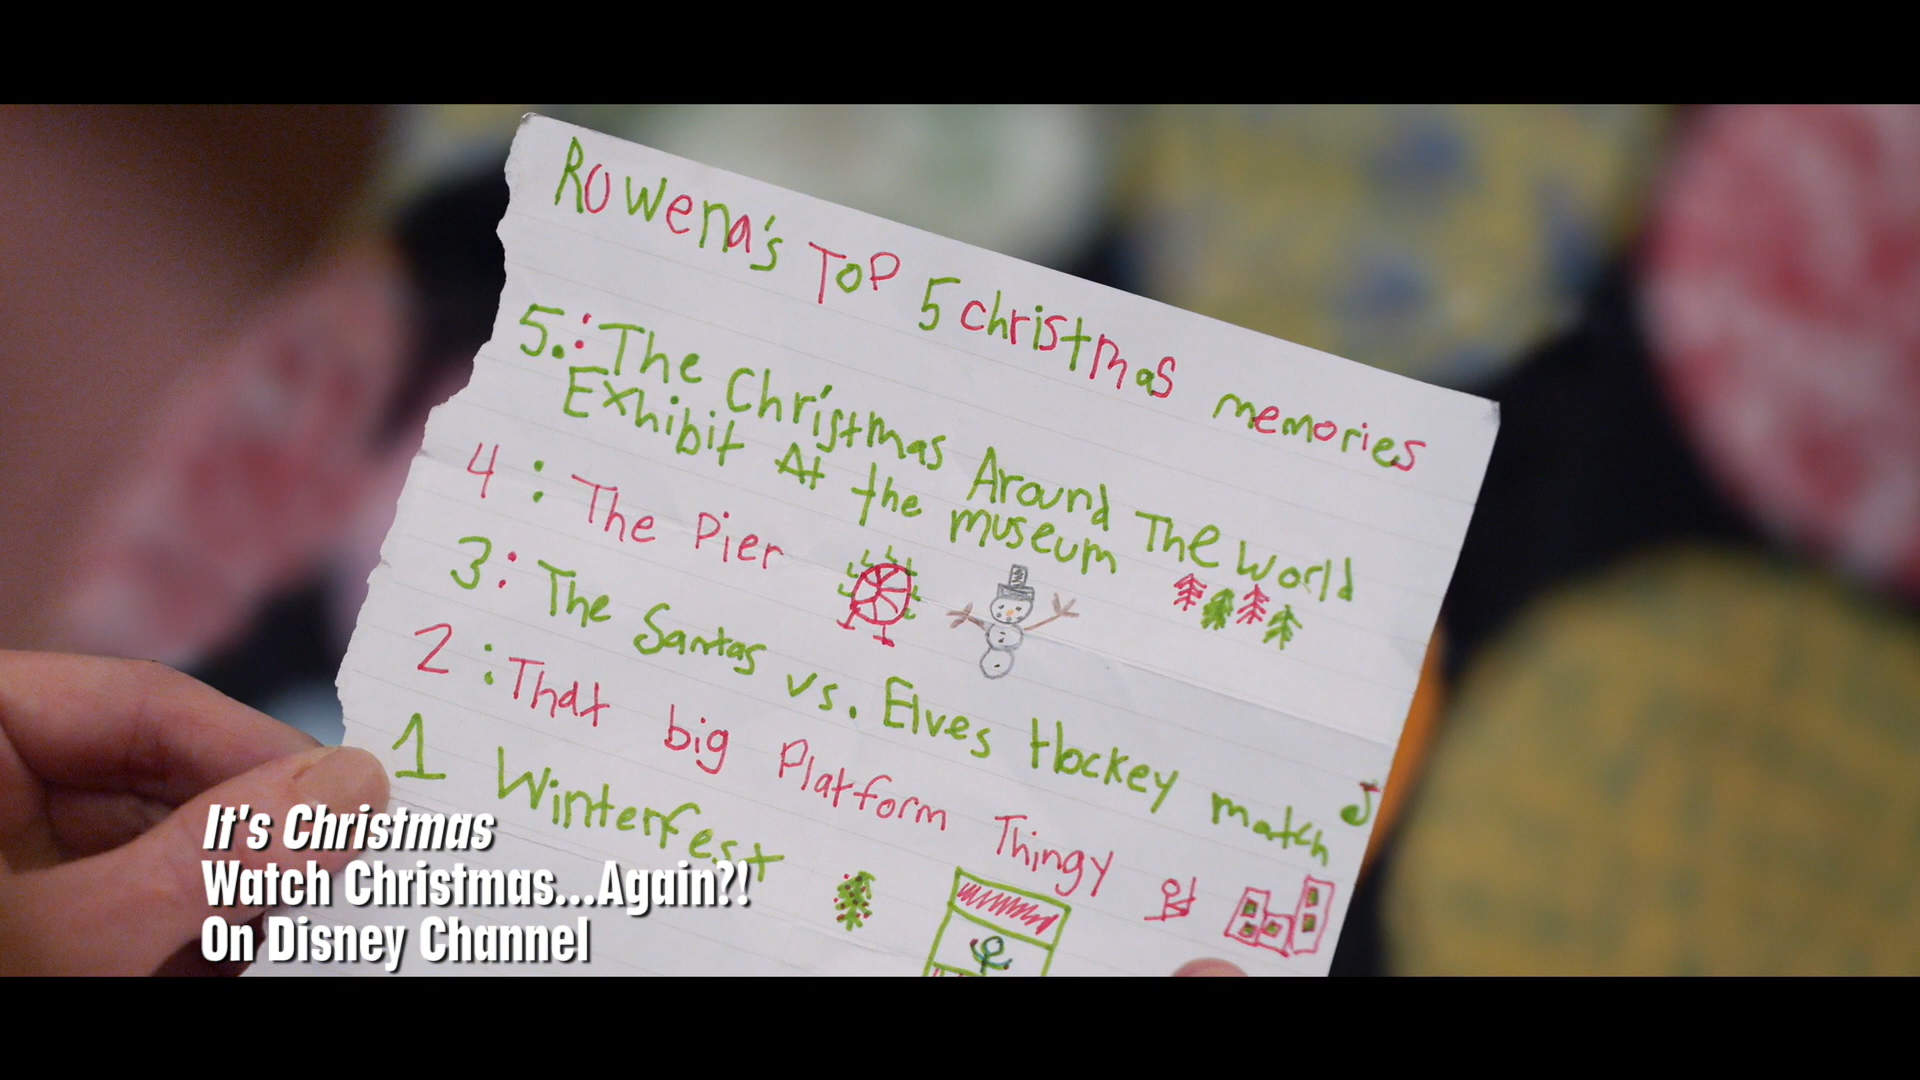 Rowena's Top 5 christmas memories
5.: The Christmas Around The World
Exhibit At the museum
4: The Pier
3: The Santas vs. Elves Hockey match
2: That big Platform Thingy
1 Winterfest
It's Christmas
Watch Christmas...Again?!
On Disney Channel